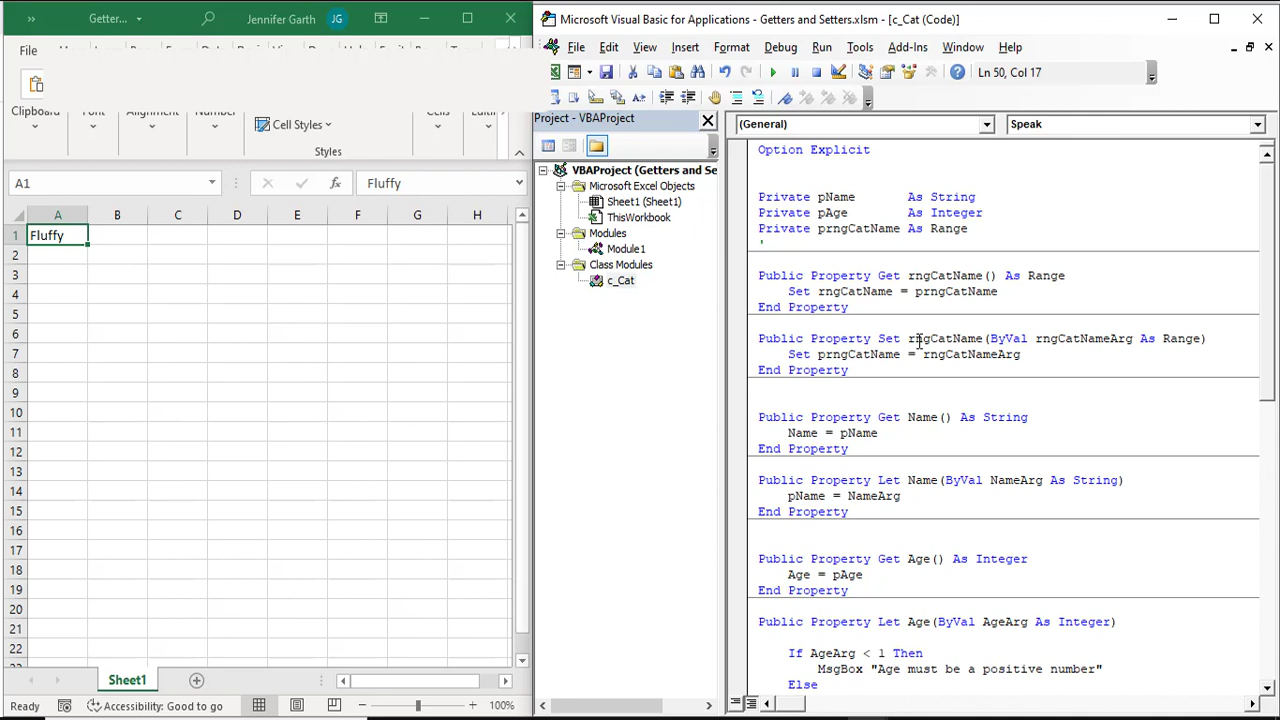 Getter...
Jennifer Garth
JG
File
Clipboard
Font
Alignment
Number
Cell Styles
Cells
Editi...
Styles
A1
Fluffy
A B C D E F G H
1 Fluffy
2
3
4
5
6
7
8
9
10
11
12
13
14
15
16
17
18
19
20
21
22
Sheet1
Accessibility: Good to go
100%
Microsoft Visual Basic for Applications - Getters and Setters.xlsm - [c_Cat (Code)]
File Edit View Insert Format Debug Run Tools Add-Ins Window Help
Ln 50, Col 17
Project - VBAProject
VBAProject (Getters and Se
Microsoft Excel Objects
Sheet1 (Sheet1)
ThisWorkbook
Modules
Module1
Class Modules
c_Cat
(General)
Speak
Option Explicit
Private pName As String
Private pAge As Integer
Private prngCatName As Range
'
Public Property Get rngCatName() As Range
Set rngCatName = prngCatName
End Property
Public Property Set rngCatName(ByVal rngCatNameArg As Range)
Set prngCatName = rngCatNameArg
End Property
Public Property Get Name() As String
Name = pName
End Property
Public Property Let Name(ByVal NameArg As String)
pName = NameArg
End Property
Public Property Get Age() As Integer
Age = pAge
End Property
Public Property Let Age(ByVal AgeArg As Integer)
If AgeArg < 1 Then
MsgBox "Age must be a positive number"
Else